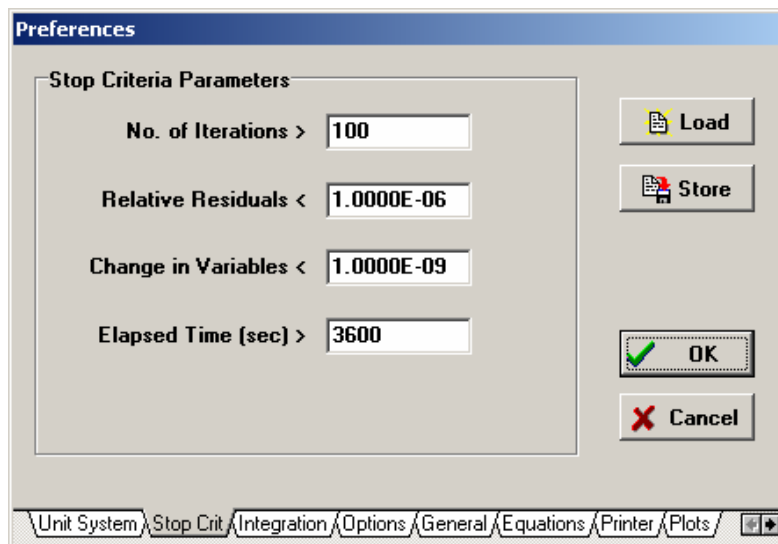 Preferences
Stop Criteria Parameters
No. of Iterations > 100
Relative Residuals < 1.0000E-06
Change in Variables < 1.0000E-09
Elapsed Time (sec) > 3600
Load
Store
OK
Cancel
Unit System Stop Crit Integration Options General Equations Printer Plots